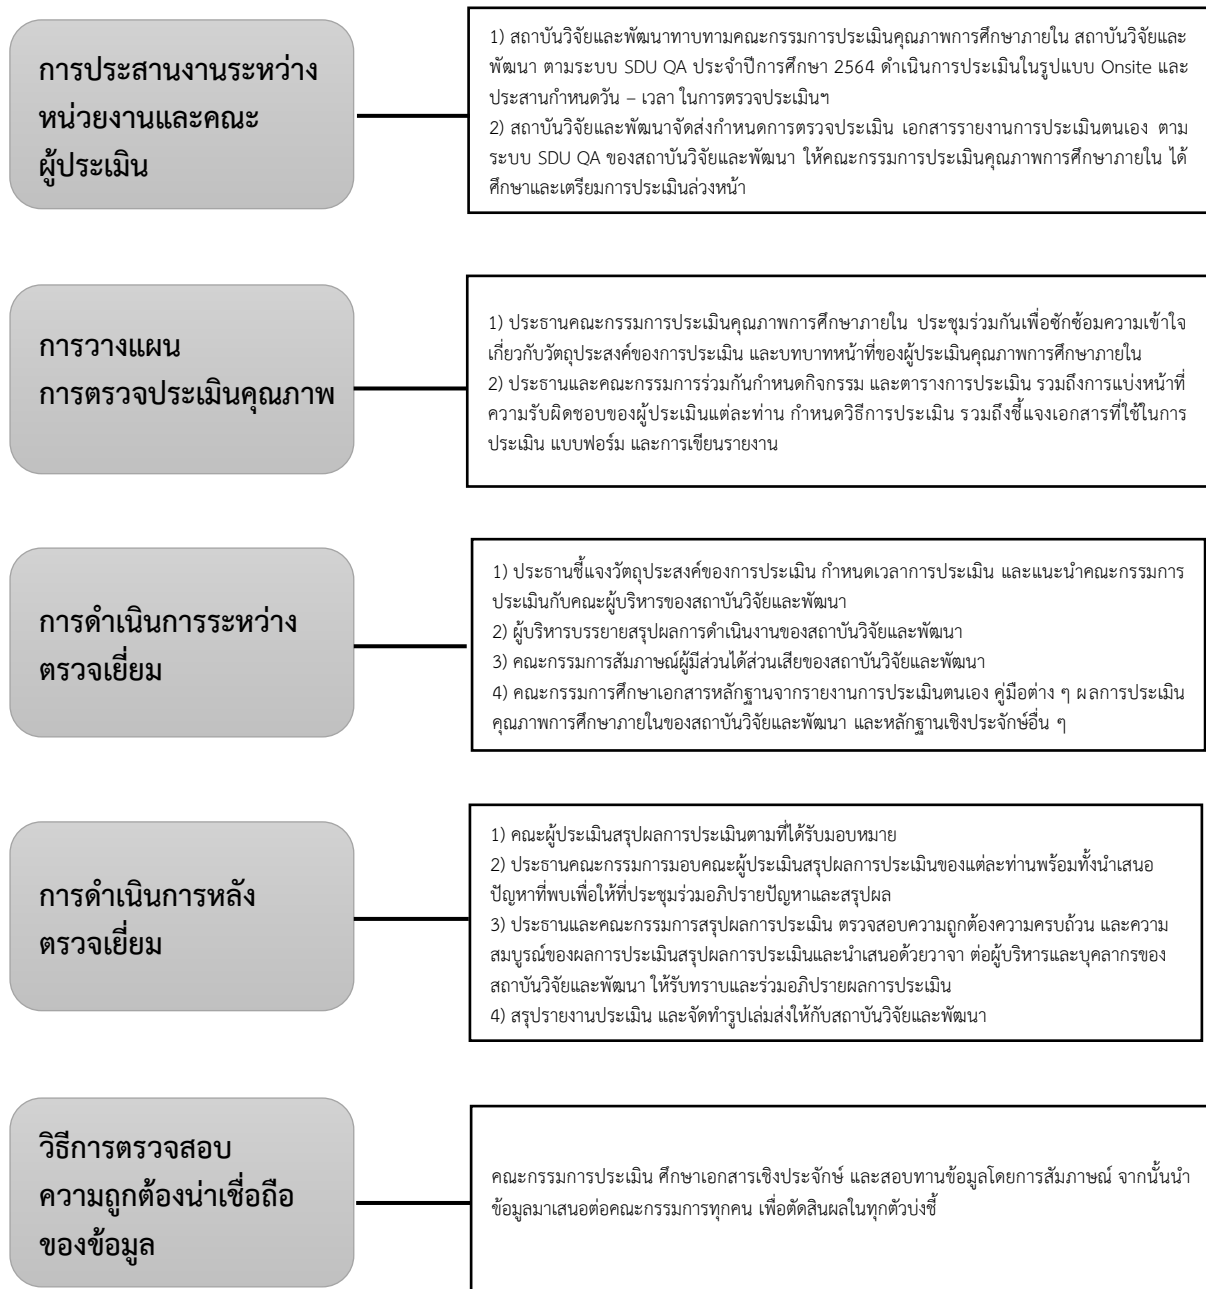 การประสานงานระหว่าง
หน่วยงานและคณะ
ผู้ประเมิน
1) สถาบันวิจัยและพัฒนาทาบทามคณะกรรมการประเมินคุณภาพการศึกษาภายใน สถาบันวิจัยและ
พัฒนา ตามระบบ SDU QA ประจำปีการศึกษา 2564 ดำเนินการประเมินในรูปแบบ Onsite และ
ประสานกำหนดวัน – เวลา ในการตรวจประเมินฯ
2) สถาบันวิจัยและพัฒนาจัดส่งกำหนดการตรวจประเมิน เอกสารรายงานการประเมินตนเอง ตาม
ระบบ SDU QA ของสถาบันวิจัยและพัฒนา ให้คณะกรรมการประเมินคุณภาพการศึกษาภายใน ได้
ศึกษาและเตรียมการประเมินล่วงหน้า
การวางแผน
การตรวจประเมินคุณภาพ
1) ประธานคณะกรรมการประเมินคุณภาพการศึกษาภายใน ประชุมร่วมกันเพื่อซักซ้อมความเข้าใจ
เกี่ยวกับวัตถุประสงค์ของการประเมิน และบทบาทหน้าที่ของผู้ประเมินคุณภาพการศึกษาภายใน
2) ประธานและคณะกรรมการร่วมกันกำหนดกิจกรรม และตารางการประเมิน รวมถึงการแบ่งหน้าที่
ความรับผิดชอบของผู้ประเมินแต่ละท่าน กำหนดวิธีการประเมิน รวมถึงชี้แจงเอกสารที่ใช้ในการ
ประเมิน แบบฟอร์ม และการเขียนรายงาน
การดำเนินการระหว่าง
ตรวจเยี่ยม
1) ประธานชี้แจงวัตถุประสงค์ของการประเมิน กำหนดเวลาการประเมิน และแนะนำคณะกรรมการ
ประเมินกับคณะผู้บริหารของสถาบันวิจัยและพัฒนา
2) ผู้บริหารบรรยายสรุปผลการดำเนินงานของสถาบันวิจัยและพัฒนา
3) คณะกรรมการสัมภาษณ์ผู้มีส่วนได้ส่วนเสียของสถาบันวิจัยและพัฒนา
4) คณะกรรมการศึกษาเอกสารหลักฐานจากรายงานการประเมินตนเอง คู่มือต่าง ๆ ผลการประเมิน
คุณภาพการศึกษาภายในของสถาบันวิจัยและพัฒนา และหลักฐานเชิงประจักษ์อื่น ๆ
การดำเนินการหลัง
ตรวจเยี่ยม
1) คณะผู้ประเมินสรุปผลการประเมินตามที่ได้รับมอบหมาย
2) ประธานคณะกรรมการมอบคณะผู้ประเมินสรุปผลการประเมินของแต่ละท่านพร้อมทั้งนำเสนอ
ปัญหาที่พบเพื่อให้ที่ประชุมร่วมอภิปรายปัญหาและสรุปผล
3) ประธานและคณะกรรมการสรุปผลการประเมิน ตรวจสอบความถูกต้องความครบถ้วน และความ
สมบูรณ์ของผลการประเมินสรุปผลการประเมินและนำเสนอด้วยวาจา ต่อผู้บริหารและบุคลากรของ
สถาบันวิจัยและพัฒนา ให้รับทราบและร่วมอภิปรายผลการประเมิน
4) สรุปรายงานประเมิน และจัดทำรูปเล่มส่งให้กับสถาบันวิจัยและพัฒนา
วิธีการตรวจสอบ
ความถูกต้องน่าเชื่อถือ
ของข้อมูล
คณะกรรมการประเมิน ศึกษาเอกสารเชิงประจักษ์ และสอบทานข้อมูลโดยการสัมภาษณ์ จากนั้นนำ
ข้อมูลมาเสนอต่อคณะกรรมการทุกคน เพื่อตัดสินผลในทุกตัวบ่งชี้